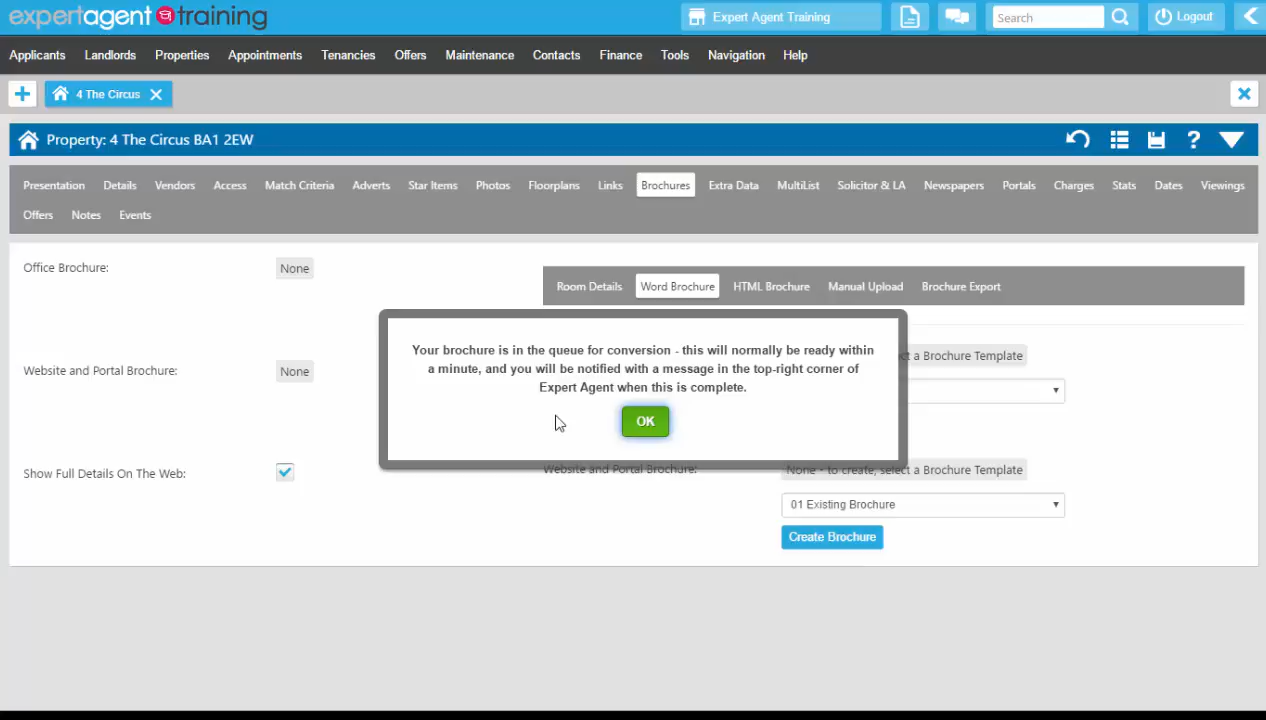 expertagent training
Expert Agent Training
Search
Logout
Applicants Landlords Properties Appointments Tenancies Offers Maintenance Contacts Finance Tools Navigation Help
4 The Circus
Property: 4 The Circus BA1 2EW
?
Presentation Details Vendors Access Match Criteria Adverts Star Items Photos Floorplans Links Brochures Extra Data MultiList Solicitor & LA Newspapers Portals Charges Stats Dates Viewings
Offers Notes Events
Office Brochure: None
Room Details Word Brochure HTML Brochure Manual Upload Brochure Export
Your brochure is in the queue for conversion - this will normally be ready within
a minute, and you will be notified with a message in the top-right corner of
Expert Agent when this is complete.
OK
a Brochure Template
Website and Portal Brochure: None
Show Full Details On The Web:
Website and Portal Brochure: None - to create, select a Brochure Template
01 Existing Brochure
Create Brochure